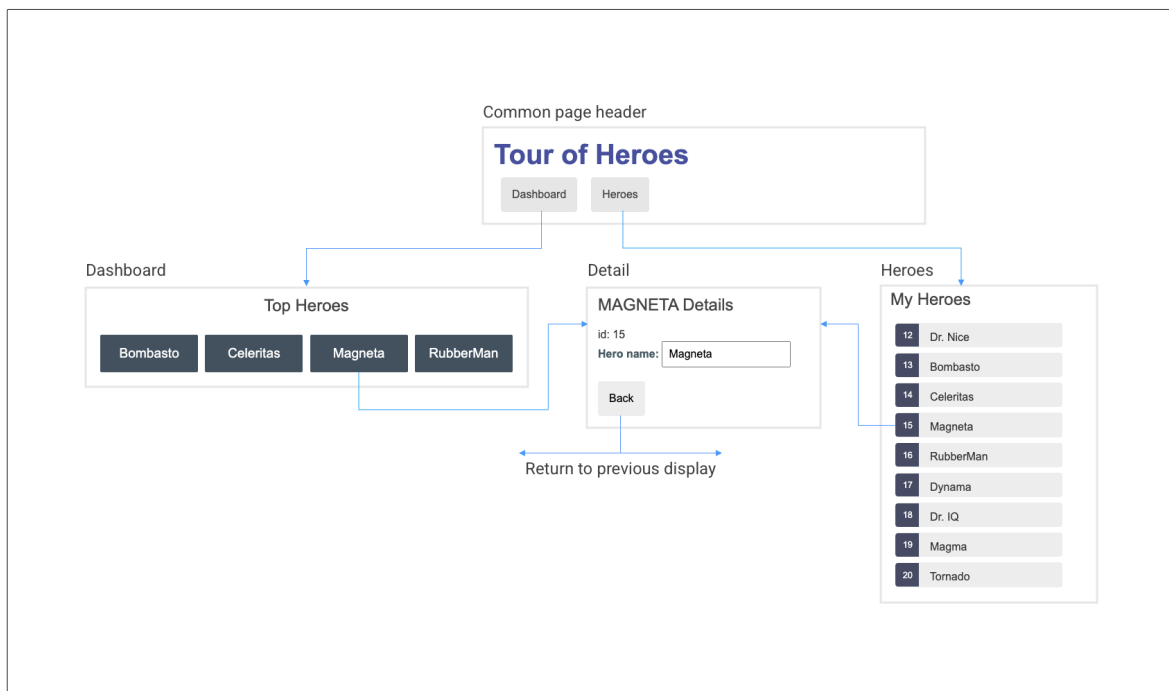 Common page header
Tour of Heroes
Dashboard
Heroes
Dashboard
Top Heroes
Bombasto
Celeritas
Magneta
RubberMan
Detail
MAGNETA Details
id: 15
Hero name: Magneta
Back
Return to previous display
Heroes
My Heroes
12 Dr. Nice
13 Bombasto
14 Celeritas
15 Magneta
16 RubberMan
17 Dynama
18 Dr. IQ
19 Magma
20 Tornado